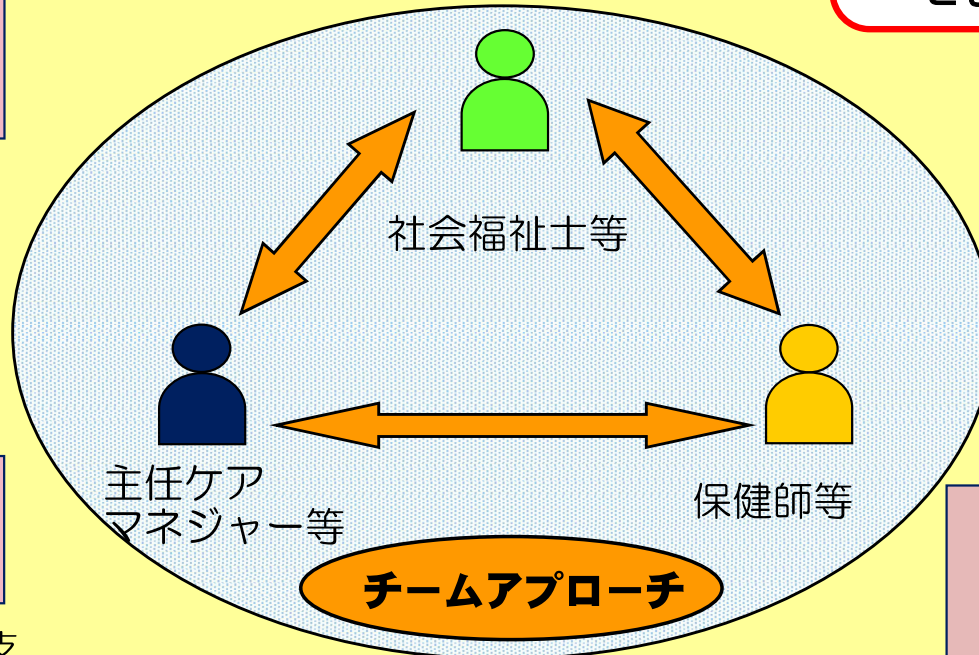 社会福祉士等
主任ケア
マネジャー等
保健師等
チームアプローチ
支